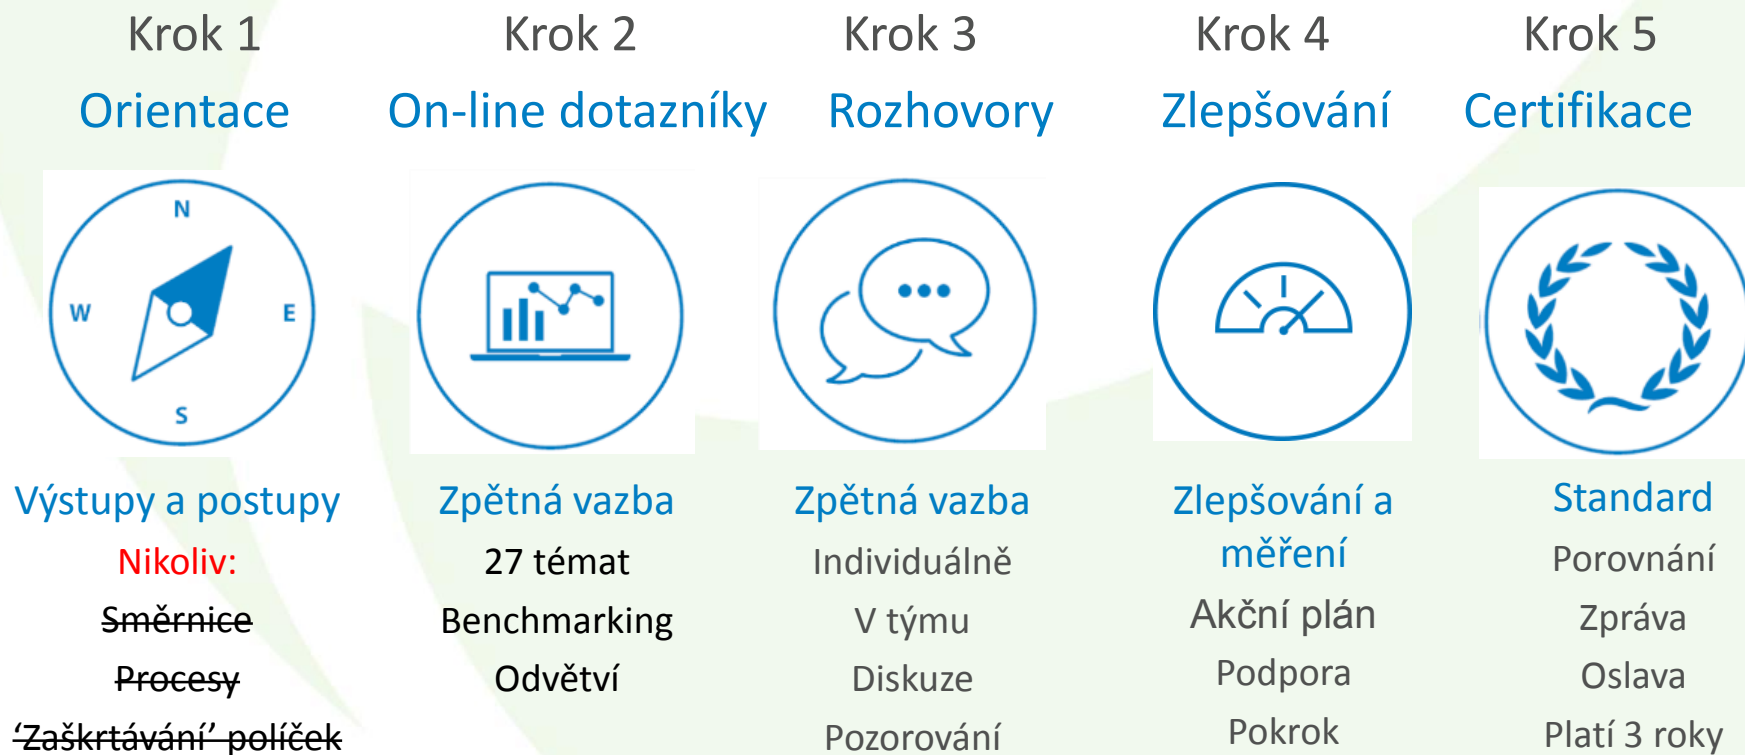 Krok 1
Orientace
N
W
E
S
Výstupy a postupy
Nikoliv:
Směrnice
Procesy
‘Zaškrtávání’ políček
Krok 2
On-line dotazníky
Zpětná vazba
27 témat
Benchmarking
Odvětví
Krok 3
Rozhovory
Zpětná vazba
Individuálně
V týmu
Diskuze
Pozorování
Krok 4
Zlepšování
Zlepšování a
měření
Akční plán
Podpora
Pokrok
Krok 5
Certifikace
Standard
Porovnání
Zpráva
Oslava
Platí 3 roky